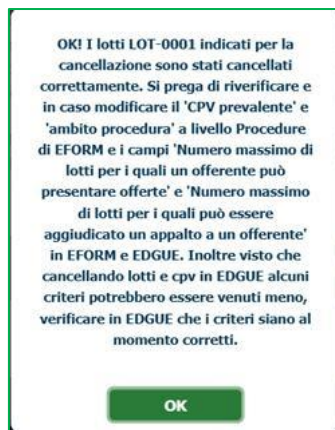 OK! I lotti LOT-0001 indicati per la
cancellazione sono stati cancellati
correttamente. Si prega di riverificare e
in caso modificare il 'CPV prevalente' e
'ambito procedura' a livello Procedure
di EFORM e i campi 'Numero massimo di
lotti per i quali un offerente può
presentare offerte' e 'Numero massimo
di lotti per i quali può essere
aggiudicato un appalto a un offerente'
in EFORM e EDGUE. Inoltre visto che
cancellando lotti e cpv in EDGUE alcuni
criteri potrebbero essere venuti meno,
verificare in EDGUE che i criteri siano al
momento corretti.
OK